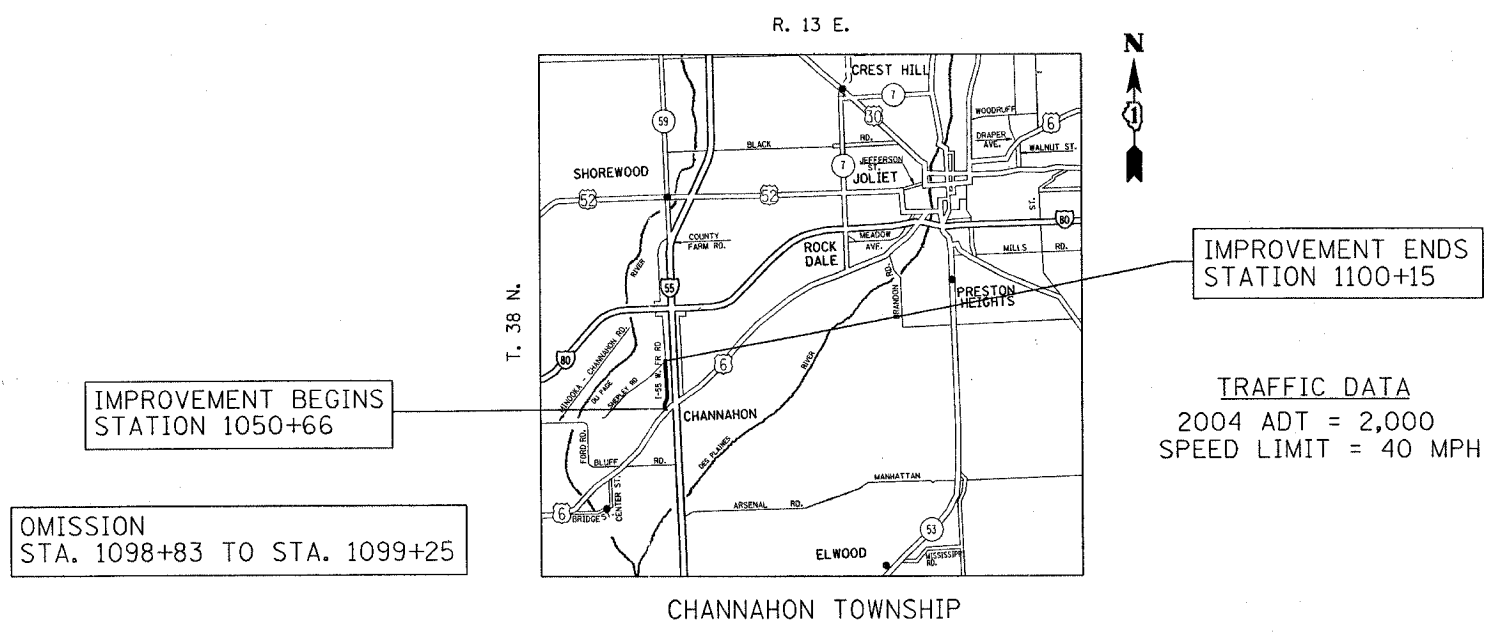 R. 13 E.
N
1
CREST HILL
7
30
WOODRUFF
6
59
DRAPER
AVE.
WALNUT ST.
BLACK
RD.
7
JEFFERSON
ST.
SHOREWOOD
JOLIET
52
52
ST.
80
COUNTY
FARM RD.
MEADOW
AVE.
ROCK
DALE
MILLS RD.
IMPROVEMENT ENDS
STATION 1100+15
RIVER
55
BRANDON RD.
PRESTON
HEIGHTS
T. 38 N.
80
MINOOKA - CHANNAHON RD.
DU PAGE
SHEPLEY RD
I-55 W. FR RD
6
RIVER
TRAFFIC DATA
2004 ADT = 2,000
SPEED LIMIT = 40 MPH
IMPROVEMENT BEGINS
STATION 1050+66
CHANNAHON
FORD RD.
BLUFF RD.
DES PLAINES
MANHATTAN
CENTER ST.
6
BRIDGE ST
ARSENAL RD.
OMISSION
STA. 1098+83 TO STA. 1099+25
53
ELWOOD
MISSISSIPPI
RD.
CHANNAHON TOWNSHIP